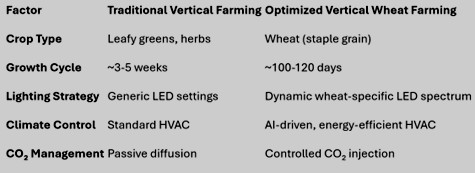 Factor Traditional Vertical Farming Optimized Vertical Wheat Farming
Crop Type Leafy greens, herbs Wheat (staple grain)
Growth Cycle ~3-5 weeks ~100-120 days
Lighting Strategy Generic LED settings Dynamic wheat-specific LED spectrum
Climate Control Standard HVAC AI-driven, energy-efficient HVAC
CO₂ Management Passive diffusion Controlled CO₂ injection